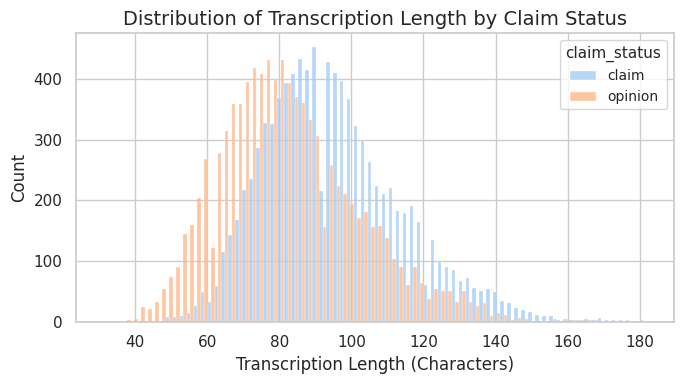 Distribution of Transcription Length by Claim Status
claim_status
claim
opinion
Count
400
300
200
100
0
40 60 80 100 120 140 160 180
Transcription Length (Characters)